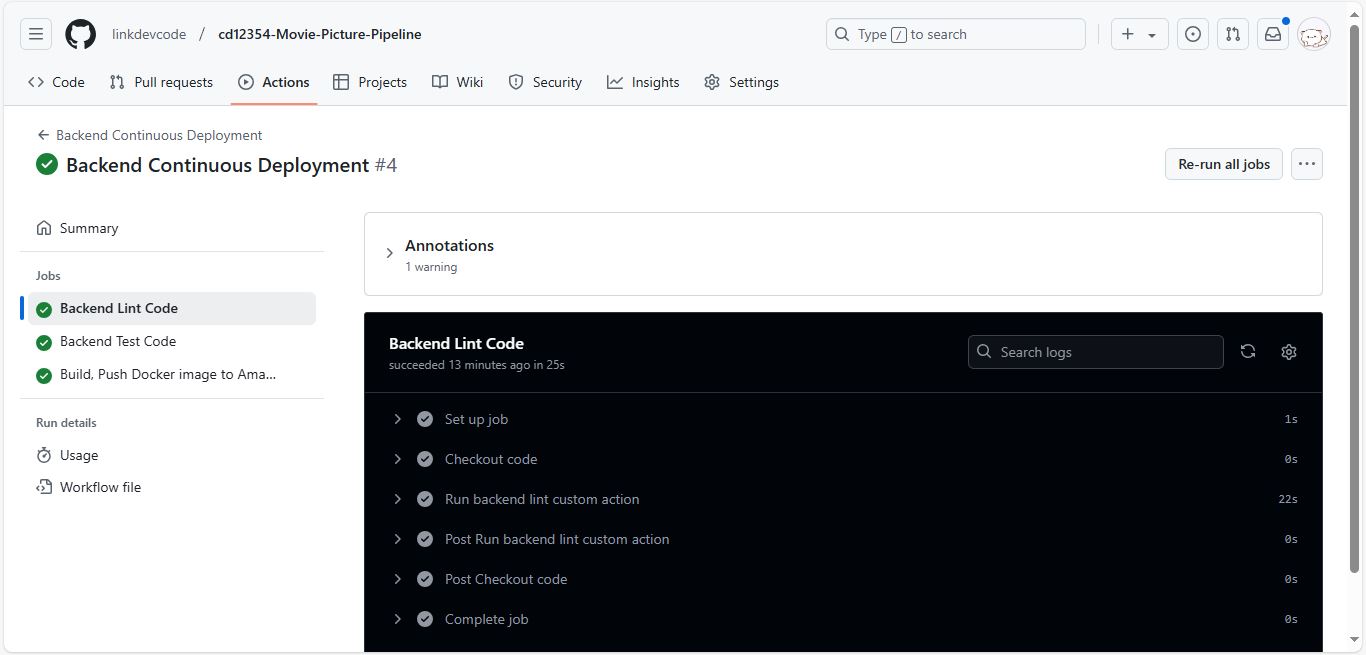 linkdevcode / cd12354-Movie-Picture-Pipeline
Type / to search
Code
Pull requests
Actions
Projects
Wiki
Security
Insights
Settings
Backend Continuous Deployment
Backend Continuous Deployment #4
Re-run all jobs
Summary
Jobs
Backend Lint Code
Backend Test Code
Build, Push Docker image to Ama...
Run details
Usage
Workflow file
Annotations
1 warning
Backend Lint Code
succeeded 13 minutes ago in 25s
Search logs
Set up job 1s
Checkout code 0s
Run backend lint custom action 22s
Post Run backend lint custom action 0s
Post Checkout code 0s
Complete job 0s